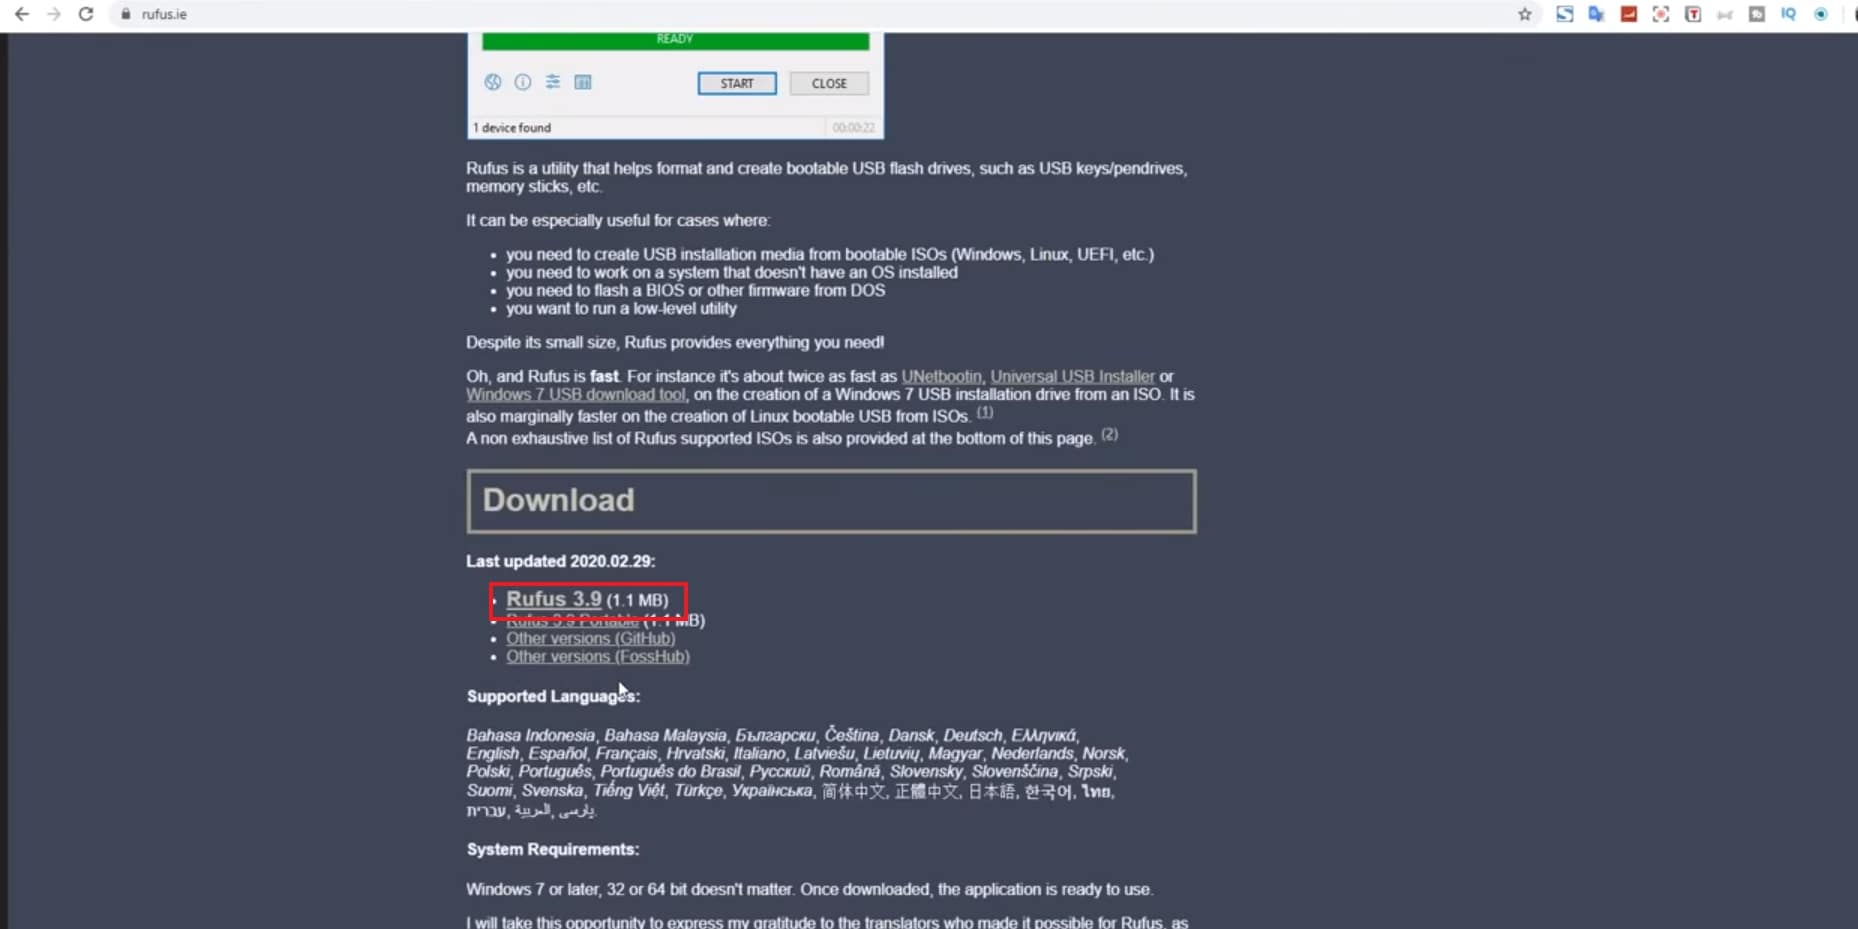 rufus.ie
READY
START
CLOSE
1 device found
00:00:22
Rufus is a utility that helps format and create bootable USB flash drives, such as USB keys/pendrives,
memory sticks, etc.
It can be especially useful for cases where:
• you need to create USB installation media from bootable ISOs (Windows, Linux, UEFI, etc.)
• you need to work on a system that doesn't have an OS installed
• you need to flash a BIOS or other firmware from DOS
• you want to run a low-level utility
Despite its small size, Rufus provides everything you need!
Oh, and Rufus is fast. For instance it's about twice as fast as UNetbootin, Universal USB Installer or
Windows 7 USB download tool, on the creation of a Windows 7 USB installation drive from an ISO. It is
also marginally faster on the creation of Linux bootable USB from ISOs. (1)
A non exhaustive list of Rufus supported ISOs is also provided at the bottom of this page. (2)
Download
Last updated 2020.02.29:
• Rufus 3.9 (1.1 MB)
• Rufus 3.9 Portable (1.1 MB)
• Other versions (GitHub)
• Other versions (FossHub)
Supported Languages:
Bahasa Indonesia, Bahasa Malaysia, Български, Čeština, Dansk, Deutsch, Ελληνικά,
English, Español, Français, Hrvatski, Italiano, Latviešu, Lietuvių, Magyar, Nederlands, Norsk,
Polski, Português, Português do Brasil, Русский, Română, Slovensky, Slovenščina, Srpski,
Suomi, Svenska, Tiếng Việt, Türkçe, Українська, 简体中文, 正體中文, 日本語, 한국어, ไทย,
עברית, العربية, پارسی.
System Requirements:
Windows 7 or later, 32 or 64 bit doesn't matter. Once downloaded, the application is ready to use.
I will take this opportunity to express my gratitude to the translators who made it possible for Rufus, as